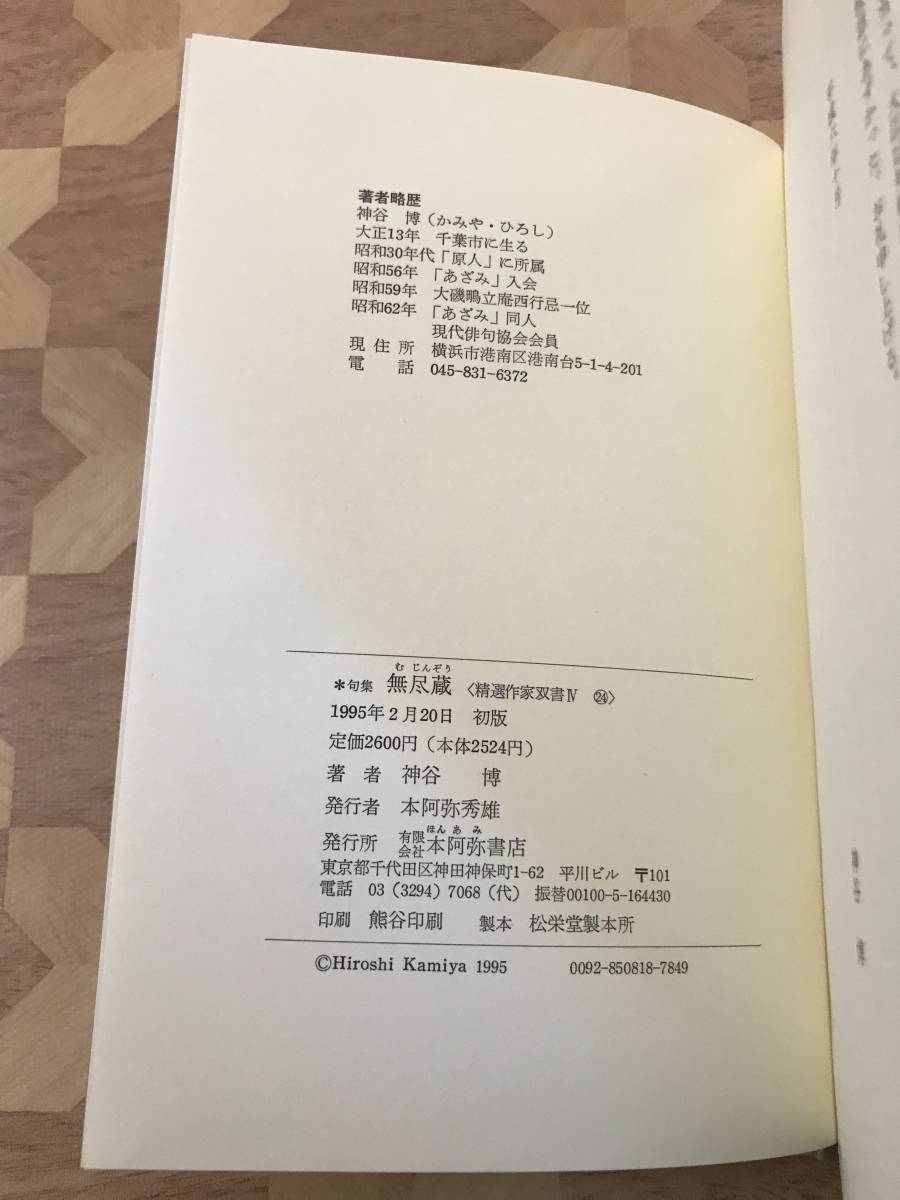 著者略歴
神谷 博（かみや・ひろし）
大正13年 千葉市に生る
昭和30年代「原人」に所属
昭和56年 「あざみ」入会
昭和59年 大磯鴫立庵西行忌一位
昭和62年 「あざみ」同人
現代俳句協会会員
現住所 横浜市港南区港南台5-1-4-201
電話 045-831-6372
む じんぞう
＊句集 無尽蔵 〈精選作家双書Ⅳ ㉔〉
1995年2月20日 初版
定価2600円（本体2524円）
著者 神谷 博
発行者 本阿弥秀雄
ほん あ み
発行所 有限会社本阿弥書店
東京都千代田区神田神保町1-62 平川ビル 〒101
電話 03（3294）7068（代） 振替00100-5-164430
印刷 熊谷印刷 製本 松栄堂製本所
©Hiroshi Kamiya 1995 0092-850818-7849